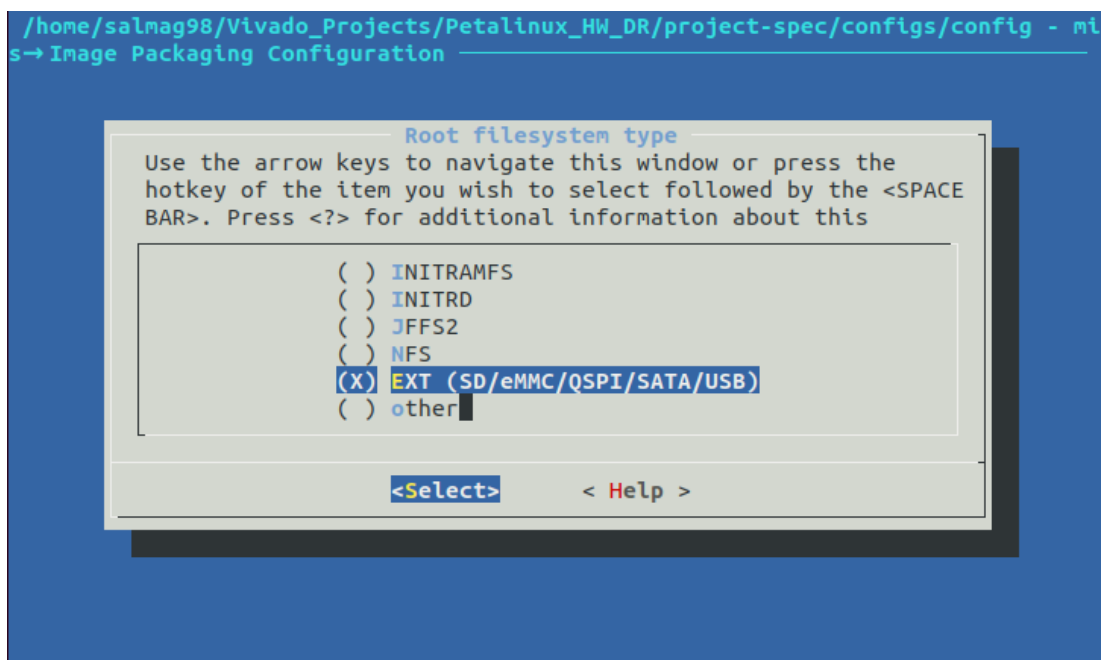 /home/salmag98/Vivado_Projects/Petalinux_HW_DR/project-spec/configs/config - mi
s→Image Packaging Configuration
Root filesystem type
Use the arrow keys to navigate this window or press the
hotkey of the item you wish to select followed by the <SPACE
BAR>. Press <?> for additional information about this
( ) INITRAMFS
( ) INITRD
( ) JFFS2
( ) NFS
(X) EXT (SD/eMMC/QSPI/SATA/USB)
( ) other
<Select> < Help >